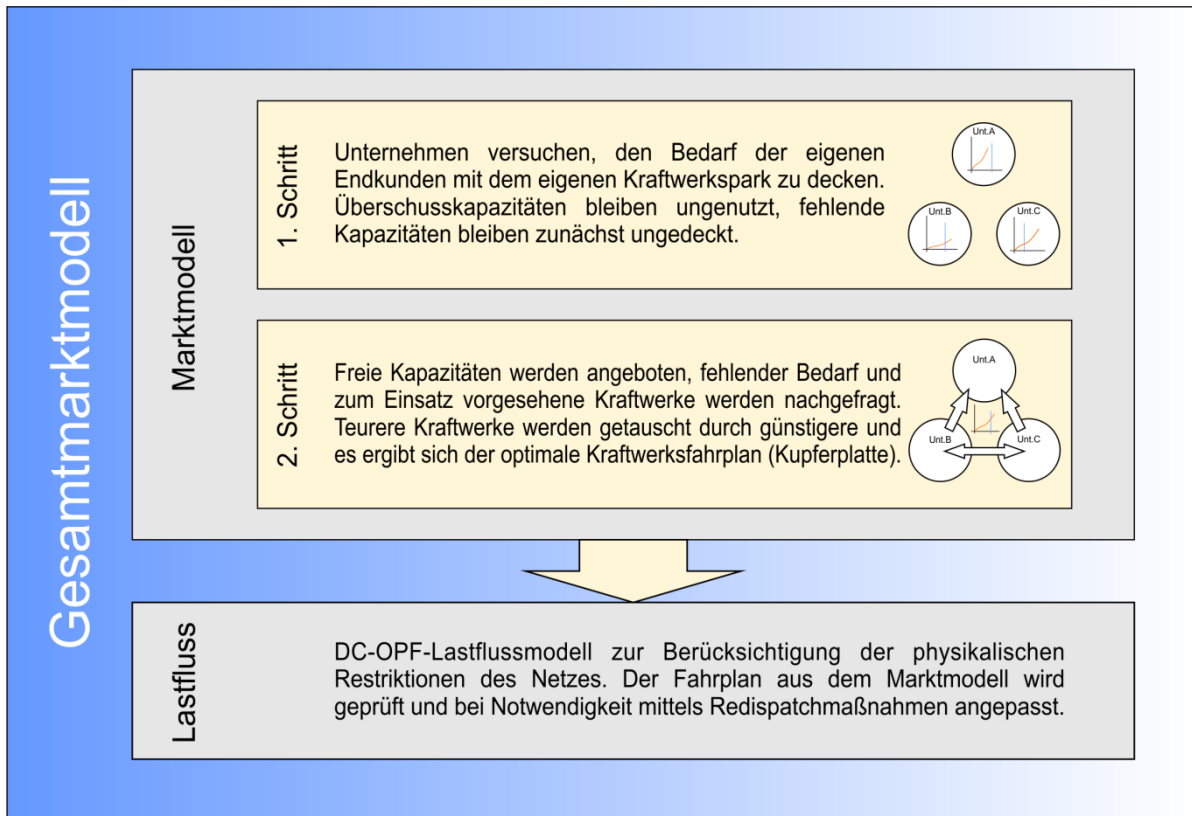 Gesamtmarktmodell
Marktmodell
1. Schritt
Unternehmen versuchen, den Bedarf der eigenen
Endkunden mit dem eigenen Kraftwerkspark zu decken.
Überschusskapazitäten bleiben ungenutzt, fehlende
Kapazitäten bleiben zunächst ungedeckt.
Unt.A
Unt.B
Unt.C
2. Schritt
Freie Kapazitäten werden angeboten, fehlender Bedarf und
zum Einsatz vorgesehene Kraftwerke werden nachgefragt.
Teurere Kraftwerke werden getauscht durch günstigere und
es ergibt sich der optimale Kraftwerksfahrplan (Kupferplatte).
Unt.A
Unt.B
Unt.C
Lastfluss
DC-OPF-Lastflussmodell zur Berücksichtigung der physikalischen
Restriktionen des Netzes. Der Fahrplan aus dem Marktmodell wird
geprüft und bei Notwendigkeit mittels Redispatchmaßnahmen angepasst.